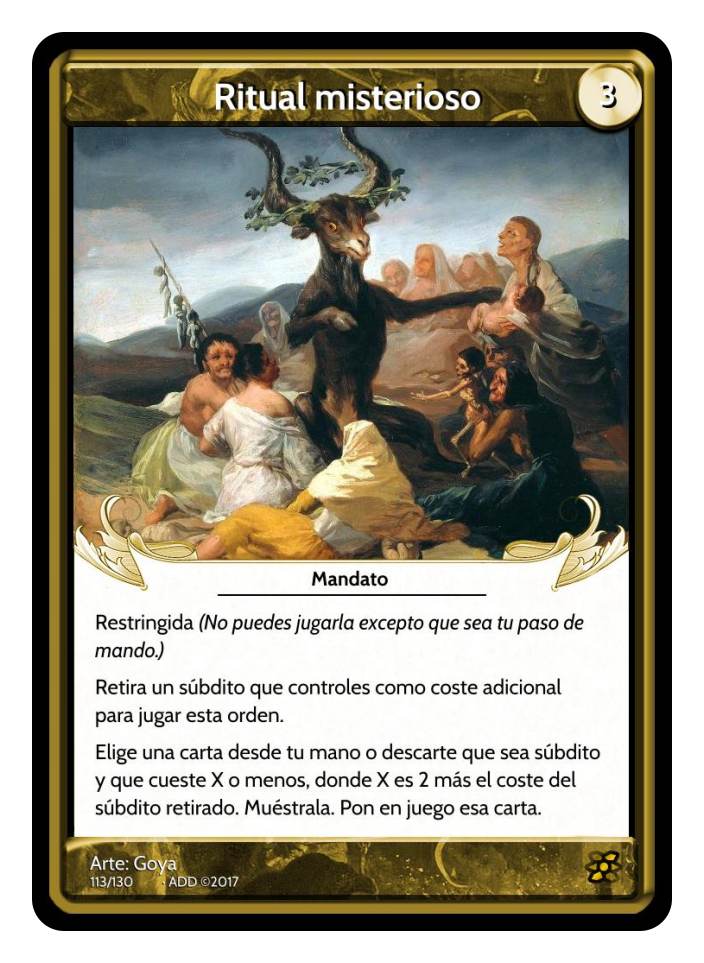 Ritual misterioso
3
Mandato
Restringida (No puedes jugarla excepto que sea tu paso de
mando.)
Retira un súbdito que controles como coste adicional
para jugar esta orden.
Elige una carta desde tu mano o descarte que sea súbdito
y que cueste X o menos, donde X es 2 más el coste del
súbdito retirado. Muéstrala. Pon en juego esa carta.
Arte: Goya
113/130 · ADD ©2017